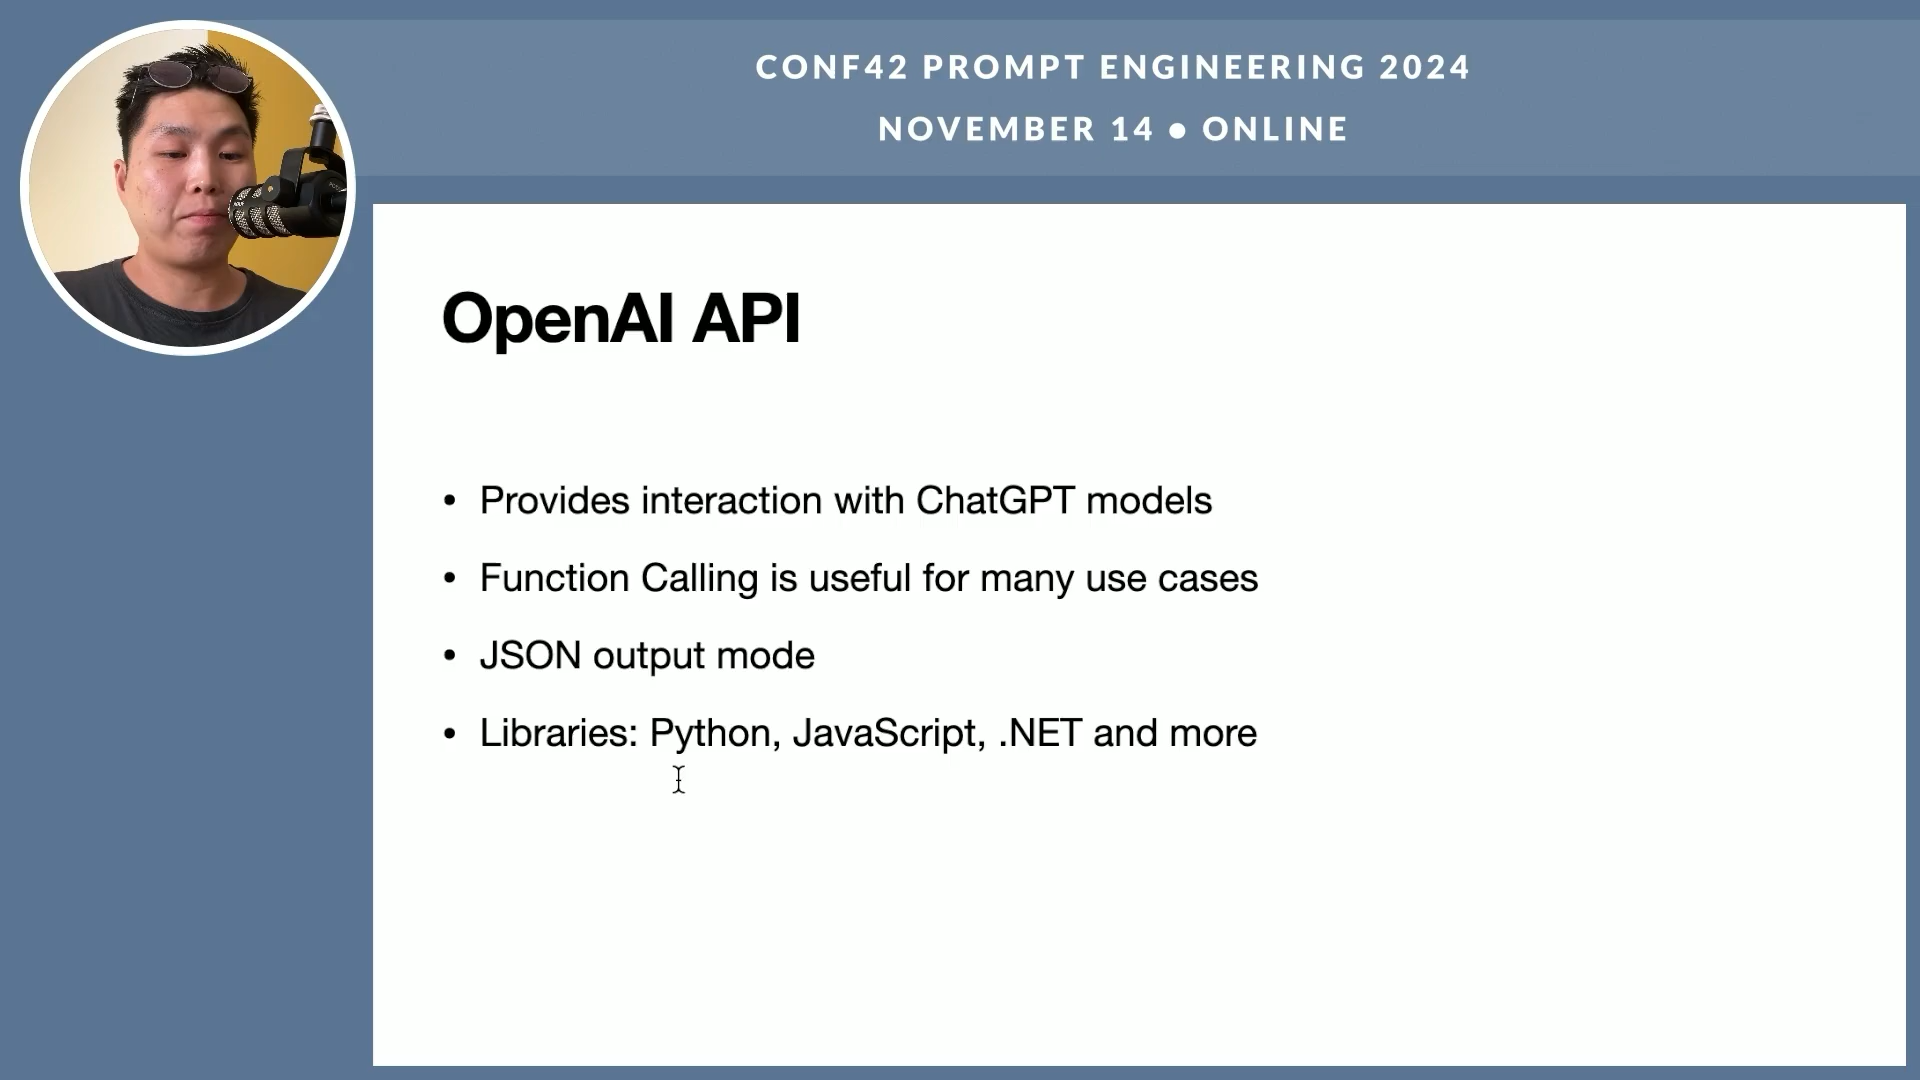 CONF42 PROMPT ENGINEERING 2024
NOVEMBER 14 ● ONLINE
OpenAI API
• Provides interaction with ChatGPT models
• Function Calling is useful for many use cases
• JSON output mode
• Libraries: Python, JavaScript, .NET and more